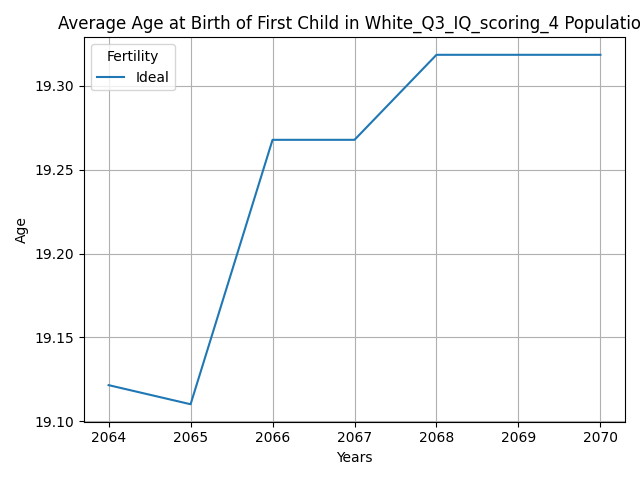 Average Age at Birth of First Child in White_Q3_IQ_scoring_4 Populatio
Fertility
Ideal
19.30
19.25
19.20
19.15
19.10
Age
2064 2065 2066 2067 2068 2069 2070
Years